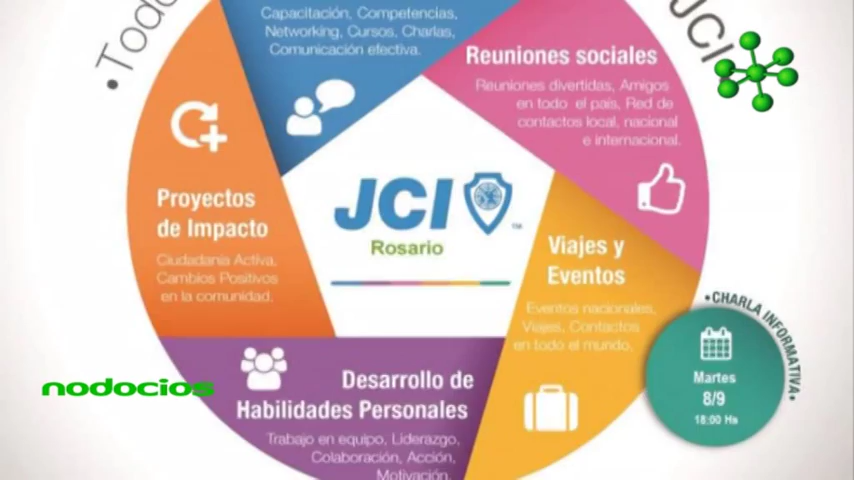 •Todo
JCI•
Capacitación, Competencias,
Networking, Cursos, Charlas,
Comunicación efectiva.
Reuniones sociales
Reuniones divertidas, Amigos
en todo el país, Red de
contactos local, nacional
e internacional.
Proyectos
de Impacto
Ciudadanía Activa,
Cambios Positivos
en la comunidad.
JCI
TM
Rosario
Viajes y
Eventos
Eventos nacionales,
Viajes, Contactos
en todo el mundo.
•CHARLA INFORMATIVA•
Martes
8/9
18:00 Hs
nodocios
Desarrollo de
Habilidades Personales
Trabajo en equipo, Liderazgo,
Colaboración, Acción,
Motivación.